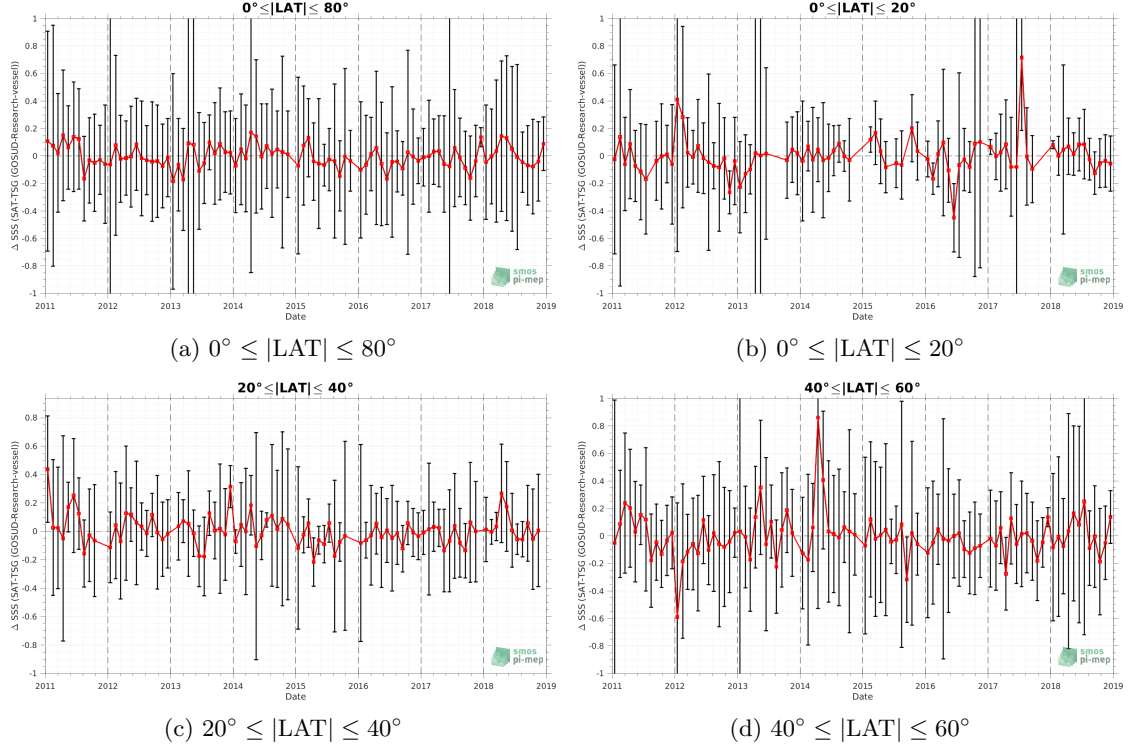 0°≤|LAT|≤ 80°
Δ SSS (SAT-TSG (GOSUD-Research-vessel))
1
0.8
0.6
0.4
0.2
0
-0.2
-0.4
-0.6
-0.8
-1
2011 2012 2013 2014 2015 2016 2017 2018 2019
Date
smos
pi-mep
(a) 0° ≤ |LAT| ≤ 80°
0°≤|LAT|≤ 20°
Δ SSS (SAT-TSG (GOSUD-Research-vessel))
1
0.8
0.6
0.4
0.2
0
-0.2
-0.4
-0.6
-0.8
-1
2011 2012 2013 2014 2015 2016 2017 2018 2019
Date
smos
pi-mep
(b) 0° ≤ |LAT| ≤ 20°
20°≤|LAT|≤ 40°
Δ SSS (SAT-TSG (GOSUD-Research-vessel))
0.8
0.6
0.4
0.2
0
-0.2
-0.4
-0.6
-0.8
-1
2011 2012 2013 2014 2015 2016 2017 2018 2019
Date
smos
pi-mep
(c) 20° ≤ |LAT| ≤ 40°
40°≤|LAT|≤ 60°
Δ SSS (SAT-TSG (GOSUD-Research-vessel))
1
0.8
0.6
0.4
0.2
0
-0.2
-0.4
-0.6
-0.8
-1
2011 2012 2013 2014 2015 2016 2017 2018 2019
Date
smos
pi-mep
(d) 40° ≤ |LAT| ≤ 60°